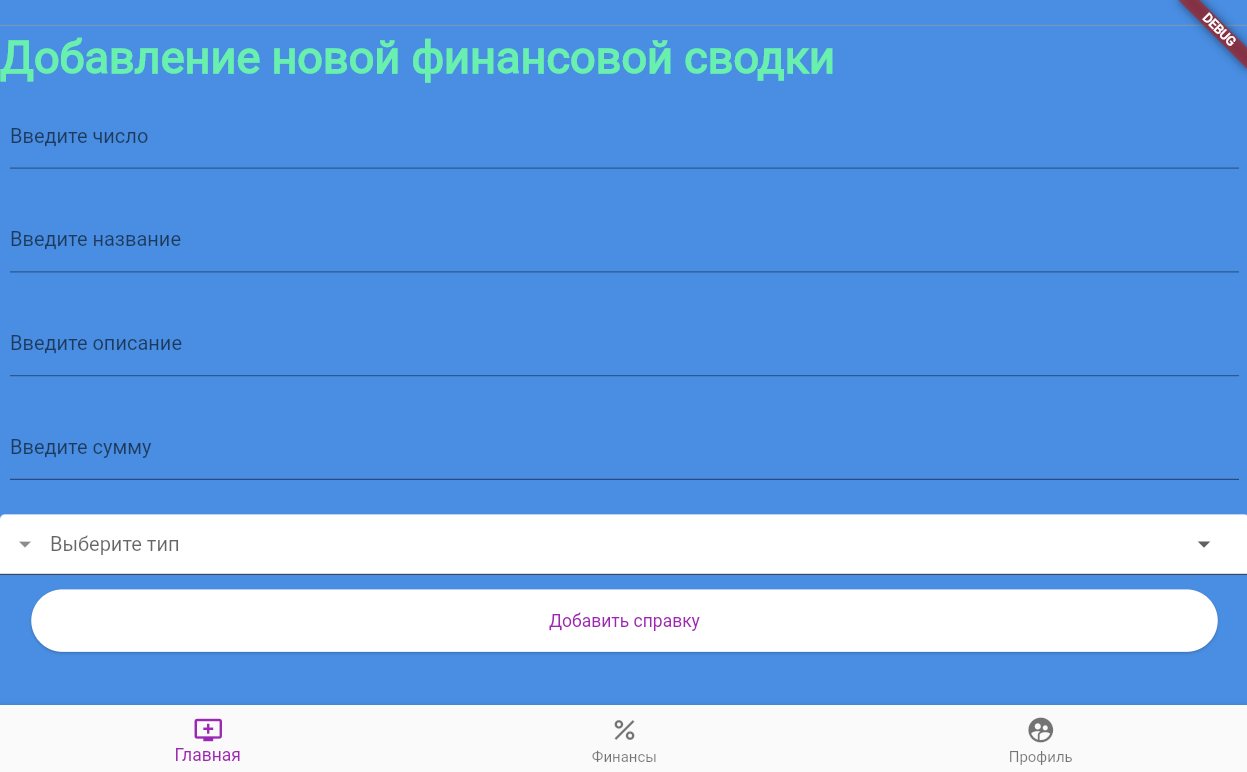 DEBUG
Добавление новой финансовой сводки
Введите число
Введите название
Введите описание
Введите сумму
Выберите тип
Добавить справку
Главная
Финансы
Профиль